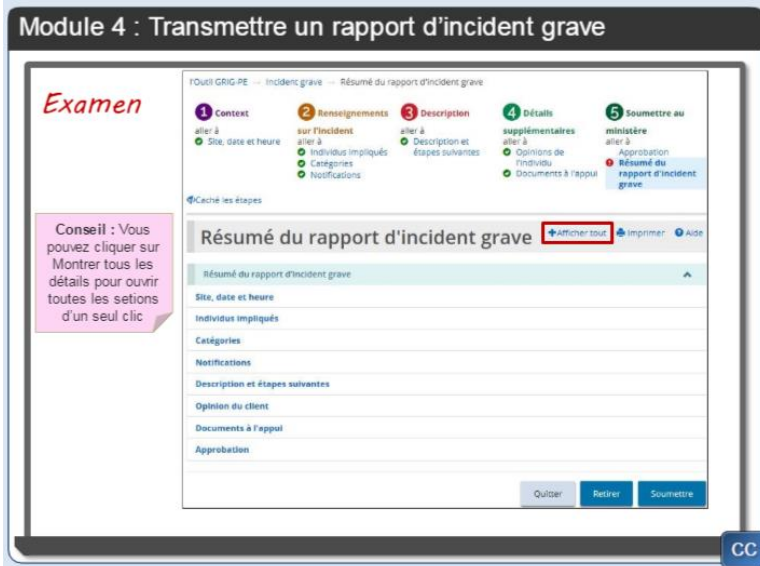 Module 4 : Transmettre un rapport d'incident grave
Examen
Conseil : Vous
pouvez cliquer sur
Montrer tous les
détails pour ouvrir
toutes les setions
d'un seul clic
l'Outil GRIG-PE → Incident grave → Résumé du rapport d'incident grave
1 Context
aller à
Site, date et heure
2 Renseignements
sur l'incident
aller à
Individus impliqués
Catégories
Notifications
3 Description
aller à
Description et
étapes suivantes
4 Détails
supplémentaires
aller à
Opinions de
l'individu
Documents à l'appui
5 Soumettre au
ministère
aller à
Approbation
Résumé du
rapport d'incident
grave
Caché les étapes
Résumé du rapport d'incident grave
+Afficher tout
Imprimer
Aide
Résumé du rapport d'incident grave
Site, date et heure
Individus impliqués
Catégories
Notifications
Description et étapes suivantes
Opinion du client
Documents à l'appui
Approbation
Quitter
Retirer
Soumettre
CC